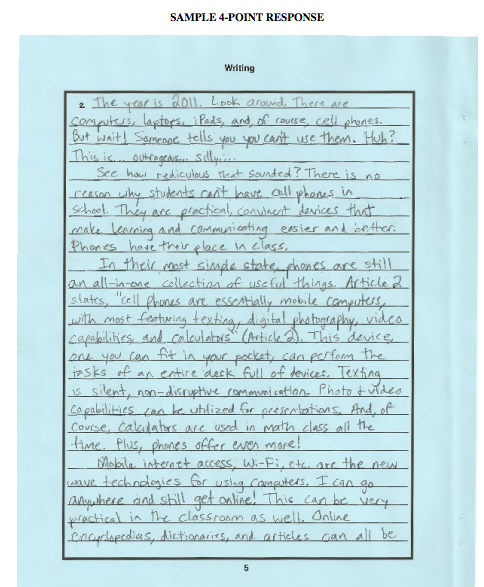 SAMPLE 4-POINT RESPONSE
Writing
2. The year is 2011. Look around. There are
computers, laptops, iPads, and, of course, cell phones.
But wait! Someone tells you you can't use them. Huh?
This is... outrageous... silly....
See how rediculous that sounded? There is no
reason why students can't have cell phones in
school. They are practical, convinent devices that
make learning and communicating easier and better.
Phones have their place in class.
In their most simple state, phones are still
an all-in-one collection of useful things. Article 2
states, "cell phones are essentially mobile computers,
with most featuring texting, digital photography, video
capabilities, and calculators" (Article 2). This device,
one you can fit in your pocket, can perform the
tasks of an entire desk full of devices. Texting
is silent, non-disruptive communication. Photo + video
capabilities can be utilized for presentations. And, of
course, calculators are used in math class all the
time. Plus, phones offer even more!
Mobile internet access, Wi-Fi, etc. are the new
wave technologies for using computers. I can go
anywhere and still get online! This can be very
practical in the classroom as well. Online
encyclopedias, dictionaries, and articles can all be
5